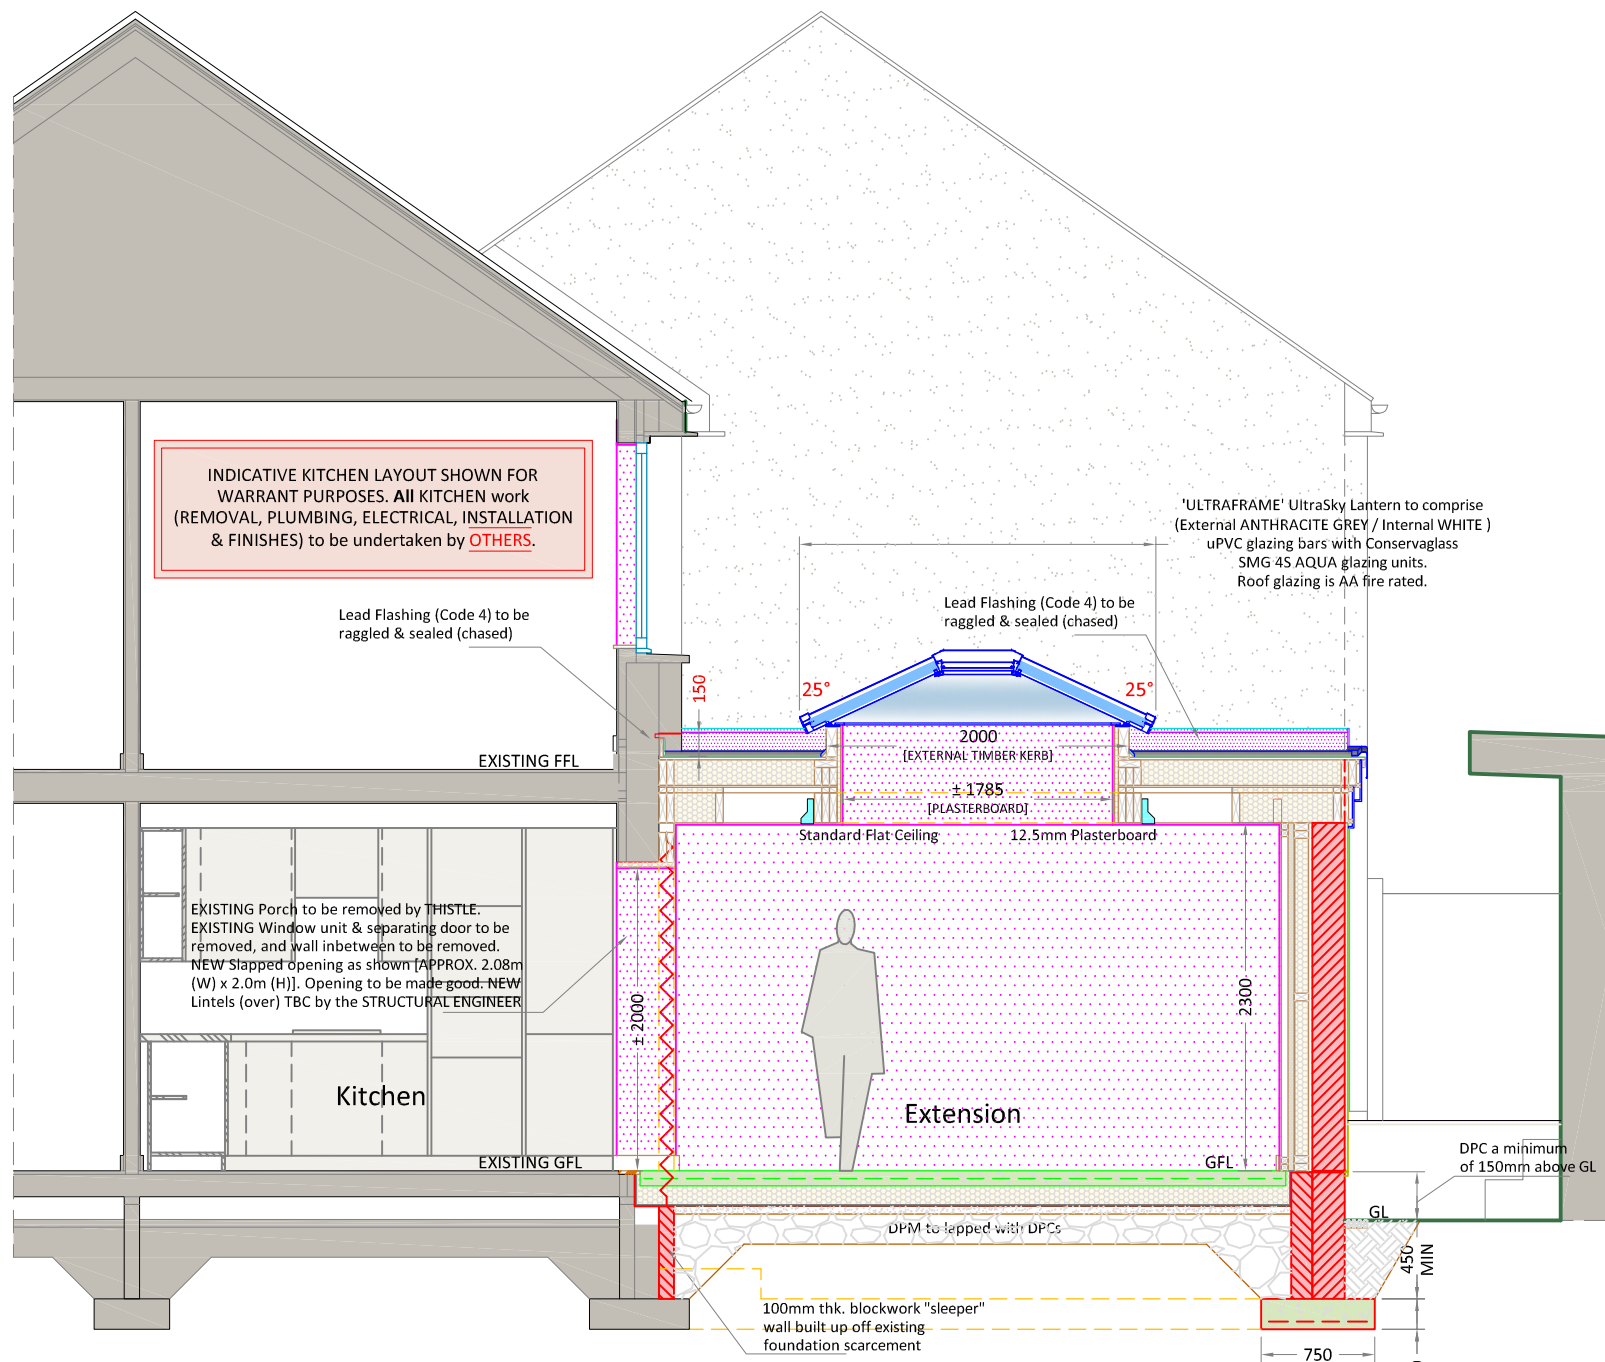 INDICATIVE KITCHEN LAYOUT SHOWN FOR
WARRANT PURPOSES. All KITCHEN work
(REMOVAL, PLUMBING, ELECTRICAL, INSTALLATION
& FINISHES) to be undertaken by OTHERS.
'ULTRAFRAME' UltraSky Lantern to comprise
(External ANTHRACITE GREY / Internal WHITE )
uPVC glazing bars with Conservaglass
SMG 4S AQUA glazing units.
Roof glazing is AA fire rated.
Lead Flashing (Code 4) to be
raggled & sealed (chased)
Lead Flashing (Code 4) to be
raggled & sealed (chased)
150
25°
25°
2000
[EXTERNAL TIMBER KERB]
EXISTING FFL
± 1785
[PLASTERBOARD]
Standard Flat Ceiling
12.5mm Plasterboard
EXISTING Porch to be removed by THISTLE.
EXISTING Window unit & separating door to be
removed, and wall inbetween to be removed.
NEW Slapped opening as shown [APPROX. 2.08m
(W) x 2.0m (H)]. Opening to be made good. NEW
Lintels (over) TBC by the STRUCTURAL ENGINEER
± 2000
2300
Kitchen
Extension
EXISTING GFL
GFL
DPC a minimum
of 150mm above GL
GL
DPM to lapped with DPCs
450
MIN
100mm thk. blockwork "sleeper"
wall built up off existing
foundation scarcement
750